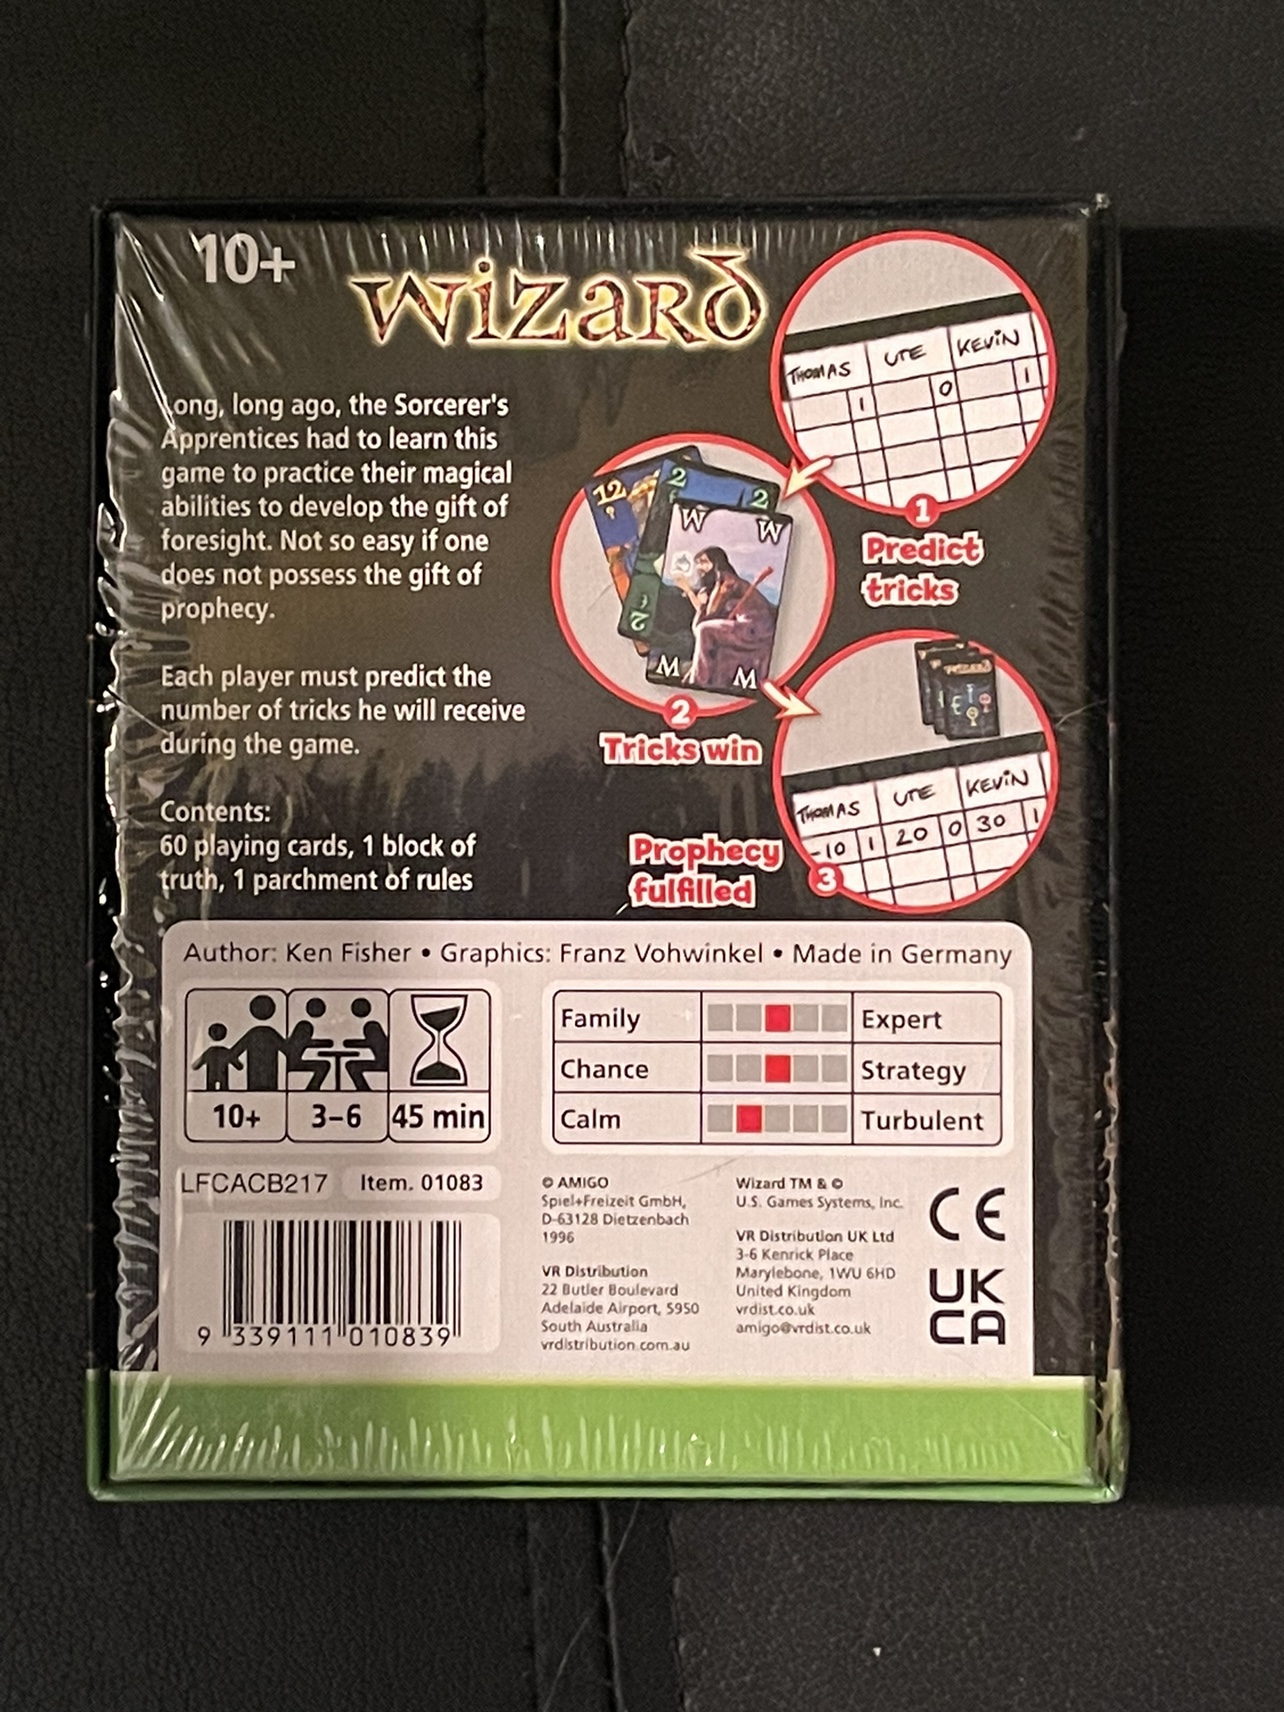 10+
wizard
Long, long ago, the Sorcerer's
Apprentices had to learn this
game to practice their magical
abilities to develop the gift of
foresight. Not so easy if one
does not possess the gift of
prophecy.
Each player must predict the
number of tricks he will receive
during the game.
Contents:
60 playing cards, 1 block of
truth, 1 parchment of rules
THOMAS UTE KEVIN
1 0 1
1
Predict
tricks
12
2 2
W W
2
W W
2
Tricks win
wizard
THOMAS UTE KEVIN
-10 1 20 0 30 1
3
Prophecy
fulfilled
Author: Ken Fisher • Graphics: Franz Vohwinkel • Made in Germany
10+ 3–6 45 min
Family Expert
Chance Strategy
Calm Turbulent
LFCACB217 Item. 01083
9 339111 010839
© AMIGO
Spiel+Freizeit GmbH,
D-63128 Dietzenbach
1996
VR Distribution
22 Butler Boulevard
Adelaide Airport, 5950
South Australia
vrdistribution.com.au
Wizard TM & ©
U.S. Games Systems, Inc.
VR Distribution UK Ltd
3-6 Kenrick Place
Marylebone, 1WU 6HD
United Kingdom
vrdist.co.uk
amigo@vrdist.co.uk
CE
UK
CA